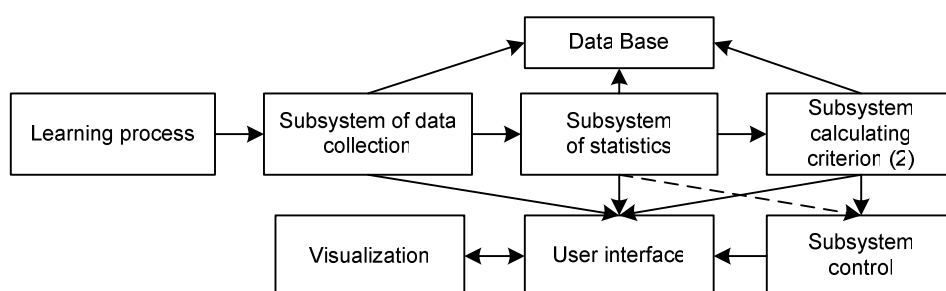 Data Base
Learning process
Subsystem of data
collection
Subsystem
of statistics
Subsystem
calculating
criterion (2)
Visualization
User interface
Subsystem
control